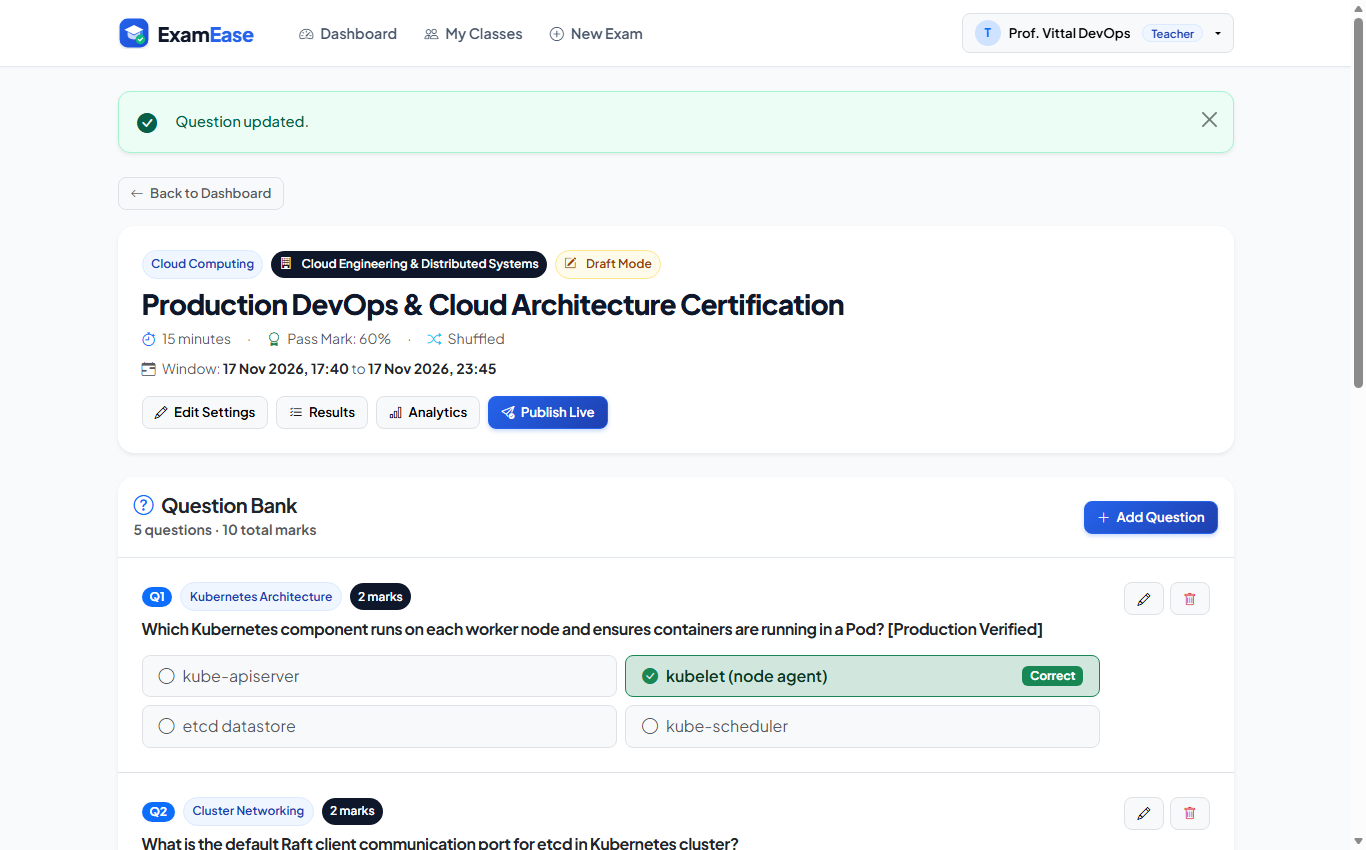 ExamEase Dashboard My Classes New Exam T Prof. Vittal DevOps Teacher
Question updated.
Back to Dashboard
Cloud Computing Cloud Engineering & Distributed Systems Draft Mode
Production DevOps & Cloud Architecture Certification
15 minutes · Pass Mark: 60% · Shuffled
Window: 17 Nov 2026, 17:40 to 17 Nov 2026, 23:45
Edit Settings Results Analytics Publish Live
Question Bank
5 questions · 10 total marks
+ Add Question
Q1 Kubernetes Architecture 2 marks
Which Kubernetes component runs on each worker node and ensures containers are running in a Pod? [Production Verified]
kube-apiserver kubelet (node agent) Correct
etcd datastore kube-scheduler
Q2 Cluster Networking 2 marks
What is the default Raft client communication port for etcd in Kubernetes cluster?